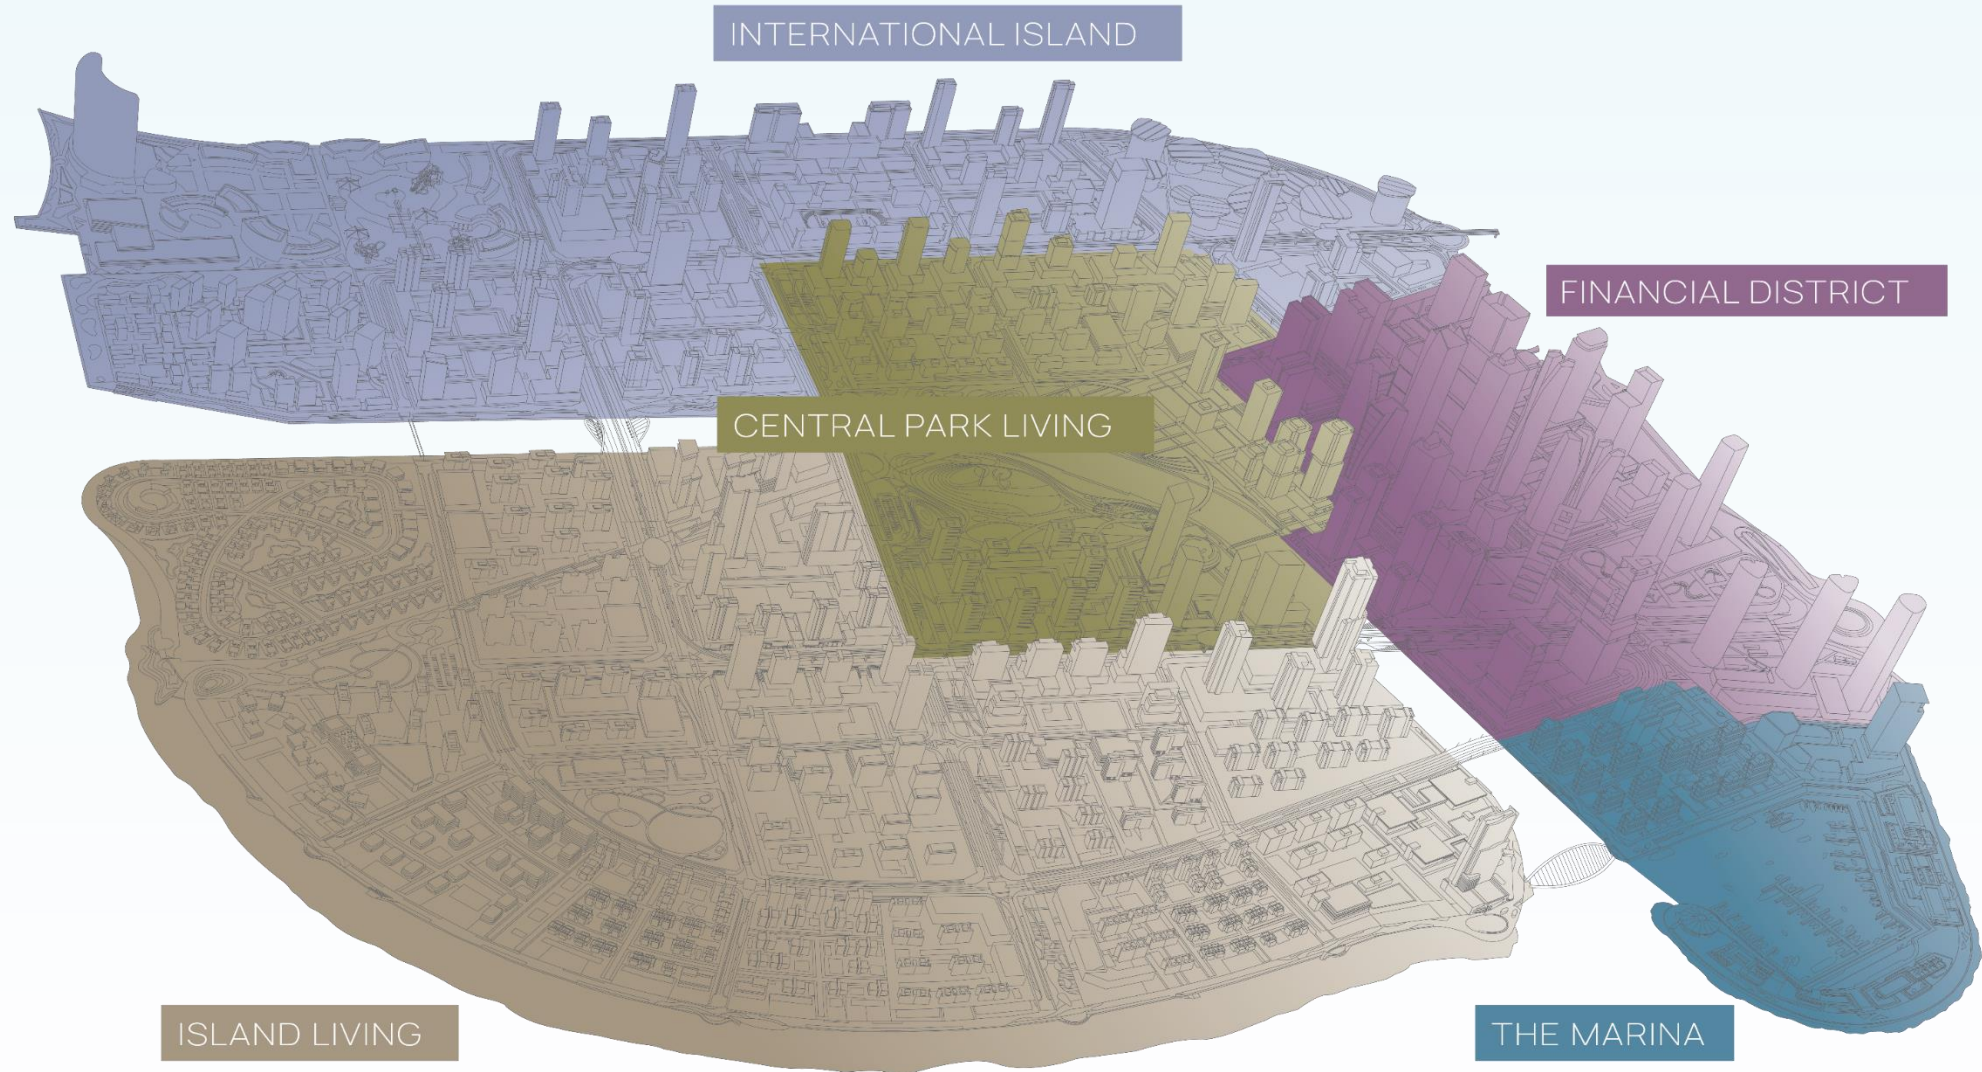 INTERNATIONAL ISLAND
FINANCIAL DISTRICT
CENTRAL PARK LIVING
ISLAND LIVING
THE MARINA